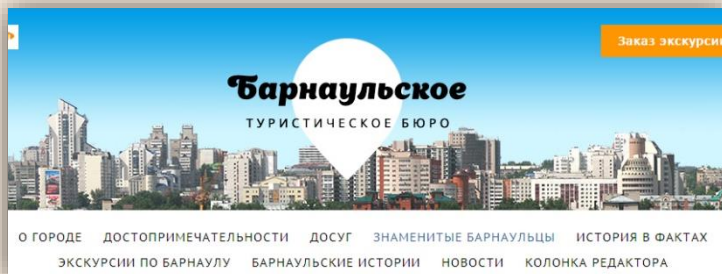 Заказ экскурсии
Барнаульское
ТУРИСТИЧЕСКОЕ БЮРО
О ГОРОДЕ ДОСТОПРИМЕЧАТЕЛЬНОСТИ ДОСУГ ЗНАМЕНИТЫЕ БАРНАУЛЬЦЫ ИСТОРИЯ В ФАКТАХ
ЭКСКУРСИИ ПО БАРНАУЛУ БАРНАУЛЬСКИЕ ИСТОРИИ НОВОСТИ КОЛОНКА РЕДАКТОРА